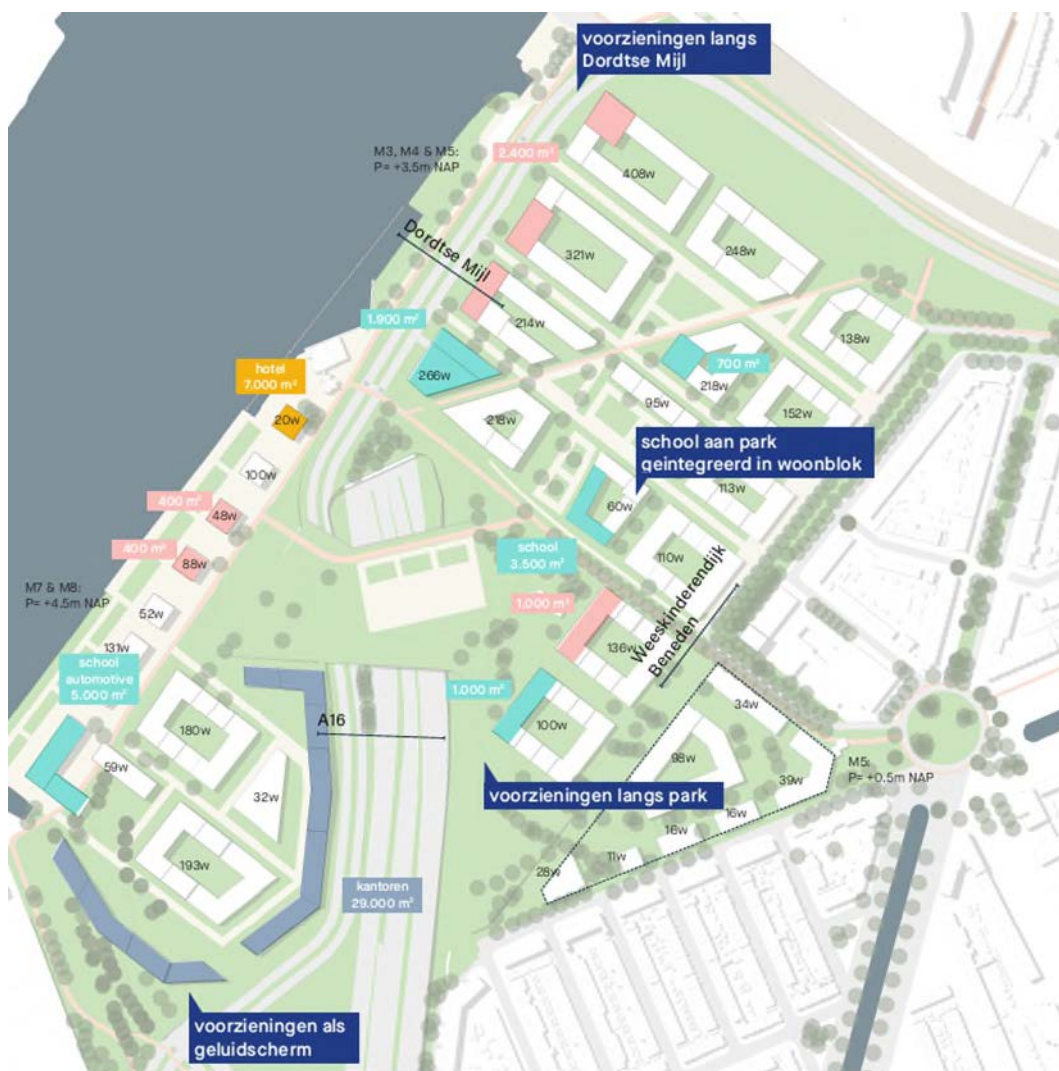 voorzieningen langs
Dordtse Mijl
M3, M4 & M5:
P= +3.5m NAP
2.400 m²
408w
Dordtse Mijl
321w
248w
1.900 m²
214w
138w
hotel
7.000 m²
266w
700 m²
218w
95w
20w
218w
152w
school aan park
geintegreerd in woonblok
100w
113w
400 m²
48w
60w
school
3.500 m²
110w
400 m²
88w
M7 & M8:
P= +4.5m NAP
1.000 m²
Weeskinderendijk
Beneden
52w
131w
136w
school
automotive
5.000 m²
1.000 m²
34w
180w
A16
100w
98w
59w
39w
M5:
P= +0.5m NAP
32w
voorzieningen langs park
16w
16w
193w
11w
28w
kantoren
29.000 m²
voorzieningen als
geluidscherm